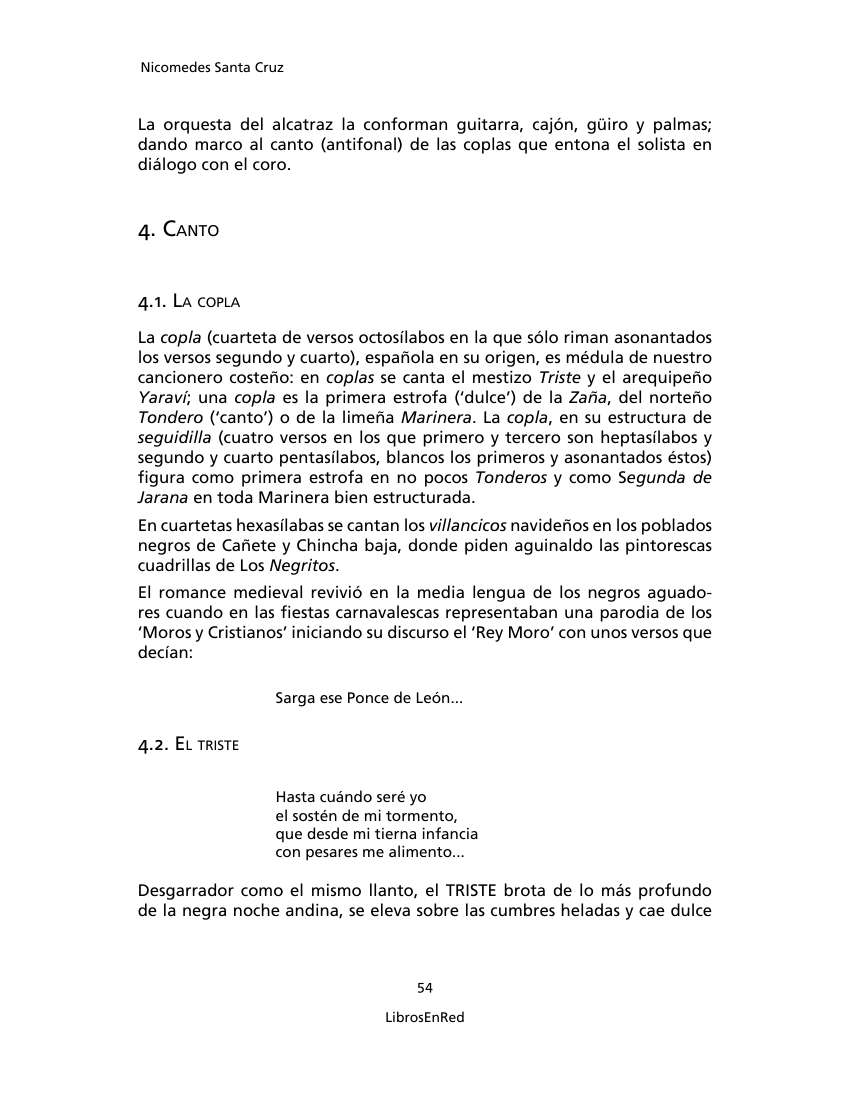 Nicomedes Santa Cruz
La orquesta del alcatraz la conforman guitarra, cajón, güiro y palmas;
dando marco al canto (antifonal) de las coplas que entona el solista en
diálogo con el coro.
4. Canto
4.1. La copla
La copla (cuarteta de versos octosílabos en la que sólo riman asonantados
los versos segundo y cuarto), española en su origen, es médula de nuestro
cancionero costeño: en coplas se canta el mestizo Triste y el arequipeño
Yaraví; una copla es la primera estrofa (‘dulce’) de la Zaña, del norteño
Tondero (‘canto’) o de la limeña Marinera. La copla, en su estructura de
seguidilla (cuatro versos en los que primero y tercero son heptasílabos y
segundo y cuarto pentasílabos, blancos los primeros y asonantados éstos)
figura como primera estrofa en no pocos Tonderos y como Segunda de
Jarana en toda Marinera bien estructurada.
En cuartetas hexasílabas se cantan los villancicos navideños en los poblados
negros de Cañete y Chincha baja, donde piden aguinaldo las pintorescas
cuadrillas de Los Negritos.
El romance medieval revivió en la media lengua de los negros aguado-
res cuando en las fiestas carnavalescas representaban una parodia de los
‘Moros y Cristianos’ iniciando su discurso el ‘Rey Moro’ con unos versos que
decían:
Sarga ese Ponce de León...
4.2. El triste
Hasta cuándo seré yo
el sostén de mi tormento,
que desde mi tierna infancia
con pesares me alimento...
Desgarrador como el mismo llanto, el TRISTE brota de lo más profundo
de la negra noche andina, se eleva sobre las cumbres heladas y cae dulce
54
LibrosEnRed